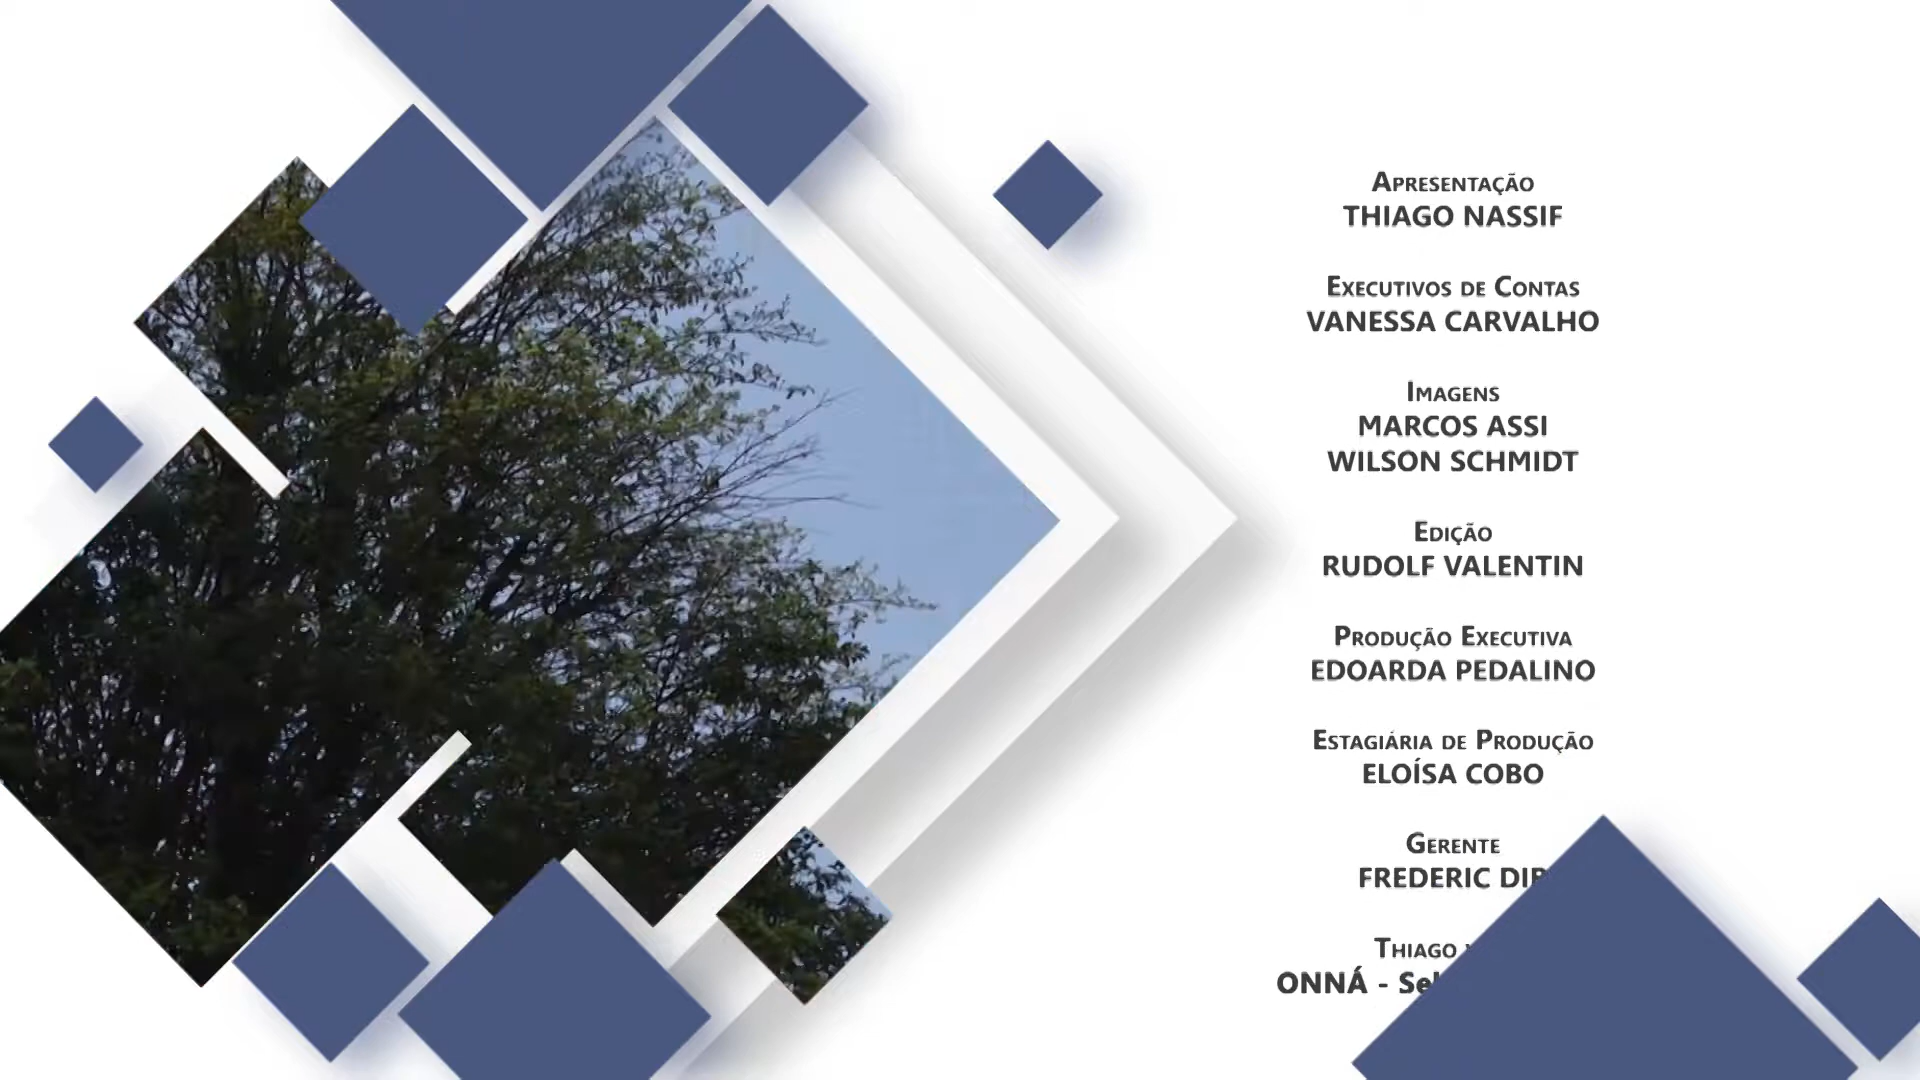 Apresentação
THIAGO NASSIF
Executivos de Contas
VANESSA CARVALHO
Imagens
MARCOS ASSI
WILSON SCHMIDT
Edição
RUDOLF VALENTIN
Produção Executiva
EDOARDA PEDALINO
Estagiária de Produção
ELOÍSA COBO
Gerente
FREDERIC
Thiago
ONNÁ -